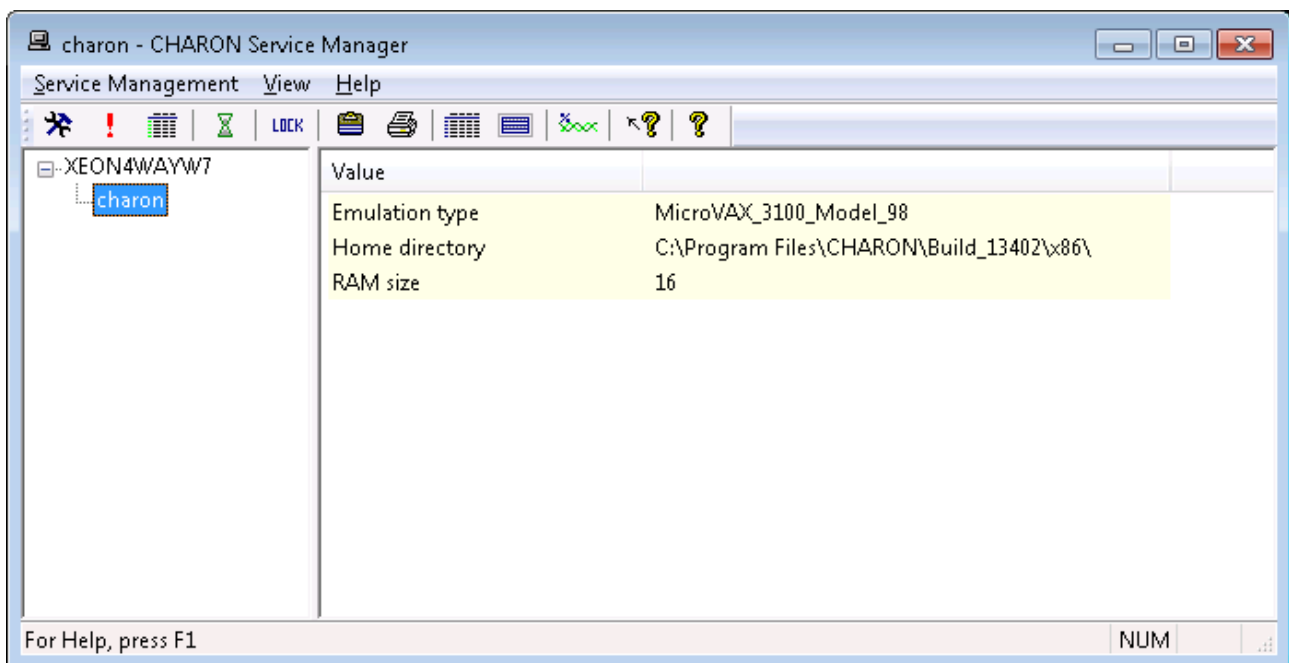 charon - CHARON Service Manager
Service Management View Help
LOCK
XEON4WAYW7
charon
Value
Emulation type MicroVAX_3100_Model_98
Home directory C:\Program Files\CHARON\Build_13402\x86\
RAM size 16
For Help, press F1 NUM